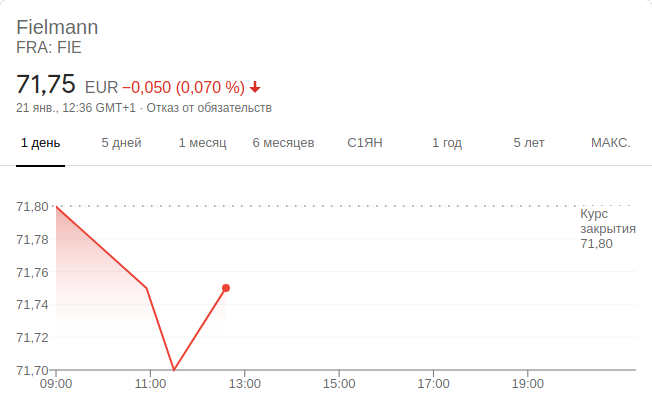 Fielmann
FRA: FIE
71,75 EUR −0,050 (0,070 %)
21 янв., 12:36 GMT+1 · Отказ от обязательств
1 день 5 дней 1 месяц 6 месяцев С1ЯН 1 год 5 лет МАКС.
71,80
Курс
закрытия
71,80
71,78
71,76
71,74
71,72
71,70
09:00 11:00 13:00 15:00 17:00 19:00